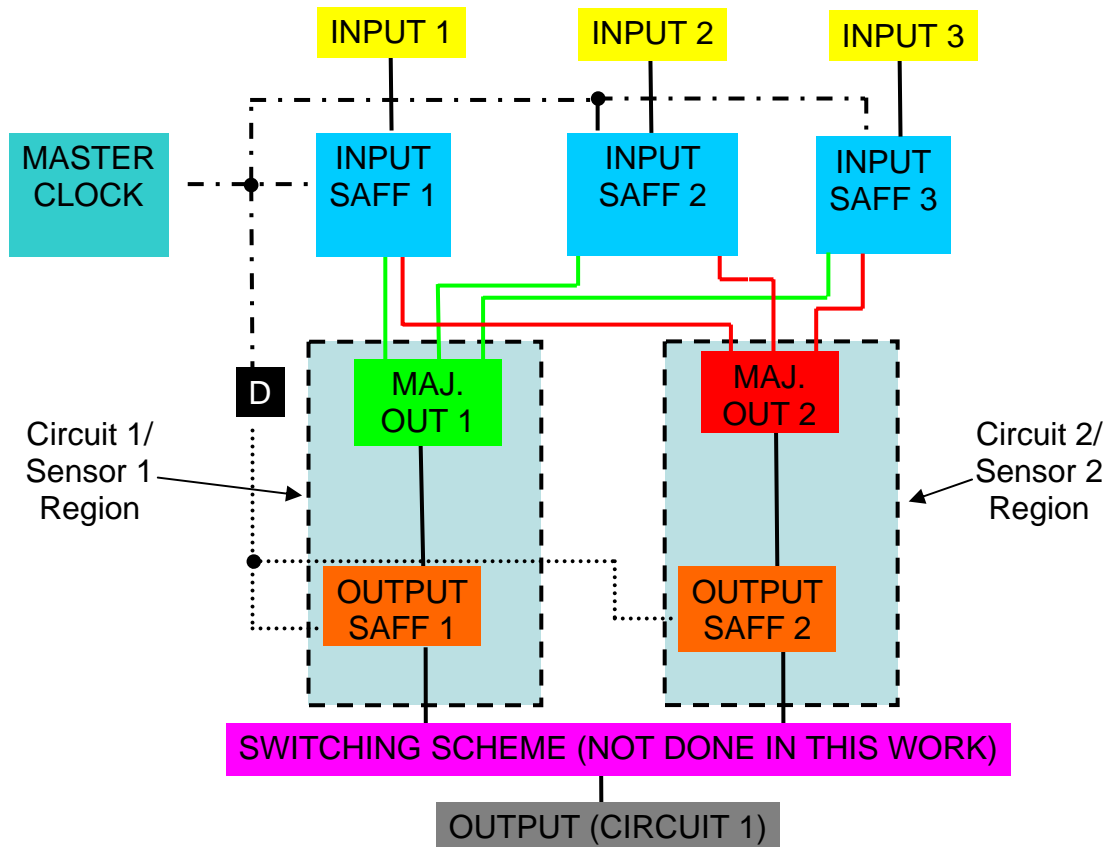 INPUT 1
INPUT 2
INPUT 3
MASTER
CLOCK
INPUT
SAFF 1
INPUT
SAFF 2
INPUT
SAFF 3
D
MAJ.
OUT 1
MAJ.
OUT 2
Circuit 1/
Sensor 1
Region
Circuit 2/
Sensor 2
Region
OUTPUT
SAFF 1
OUTPUT
SAFF 2
SWITCHING SCHEME (NOT DONE IN THIS WORK)
OUTPUT (CIRCUIT 1)